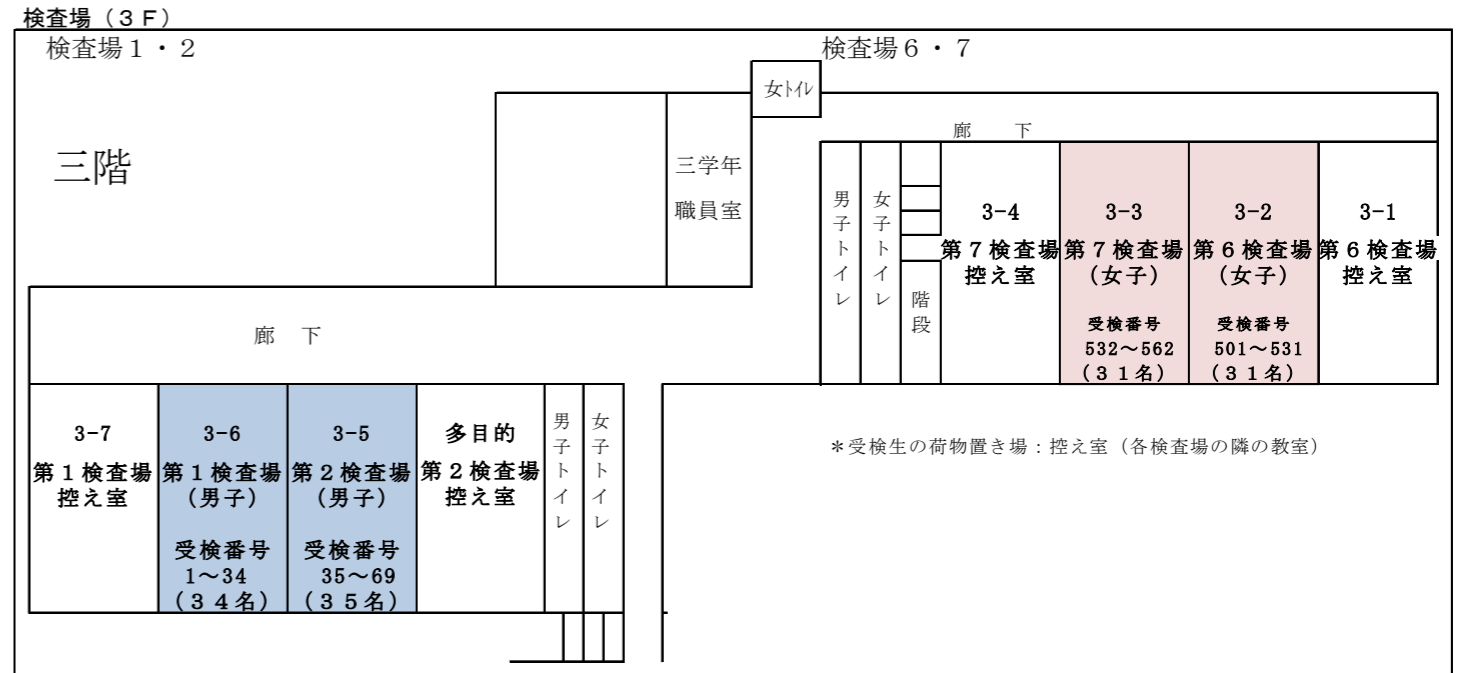 検査場（３Ｆ）
検査場１・２
検査場６・７
三階
女トイレ
三学年
職員室
廊　下
男子トイレ
女子トイレ
階段
3-4
第７検査場
控え室
3-3
第７検査場
（女子）
受検番号
532～562
（３１名）
3-2
第６検査場
（女子）
受検番号
501～531
（３１名）
3-1
第６検査場
控え室
廊　下
3-7
第１検査場
控え室
3-6
第１検査場
（男子）
受検番号
1～34
（３４名）
3-5
第２検査場
（男子）
受検番号
35～69
（３５名）
多目的
第２検査場
控え室
男子トイレ
女子トイレ
＊受検生の荷物置き場：控え室（各検査場の隣の教室）